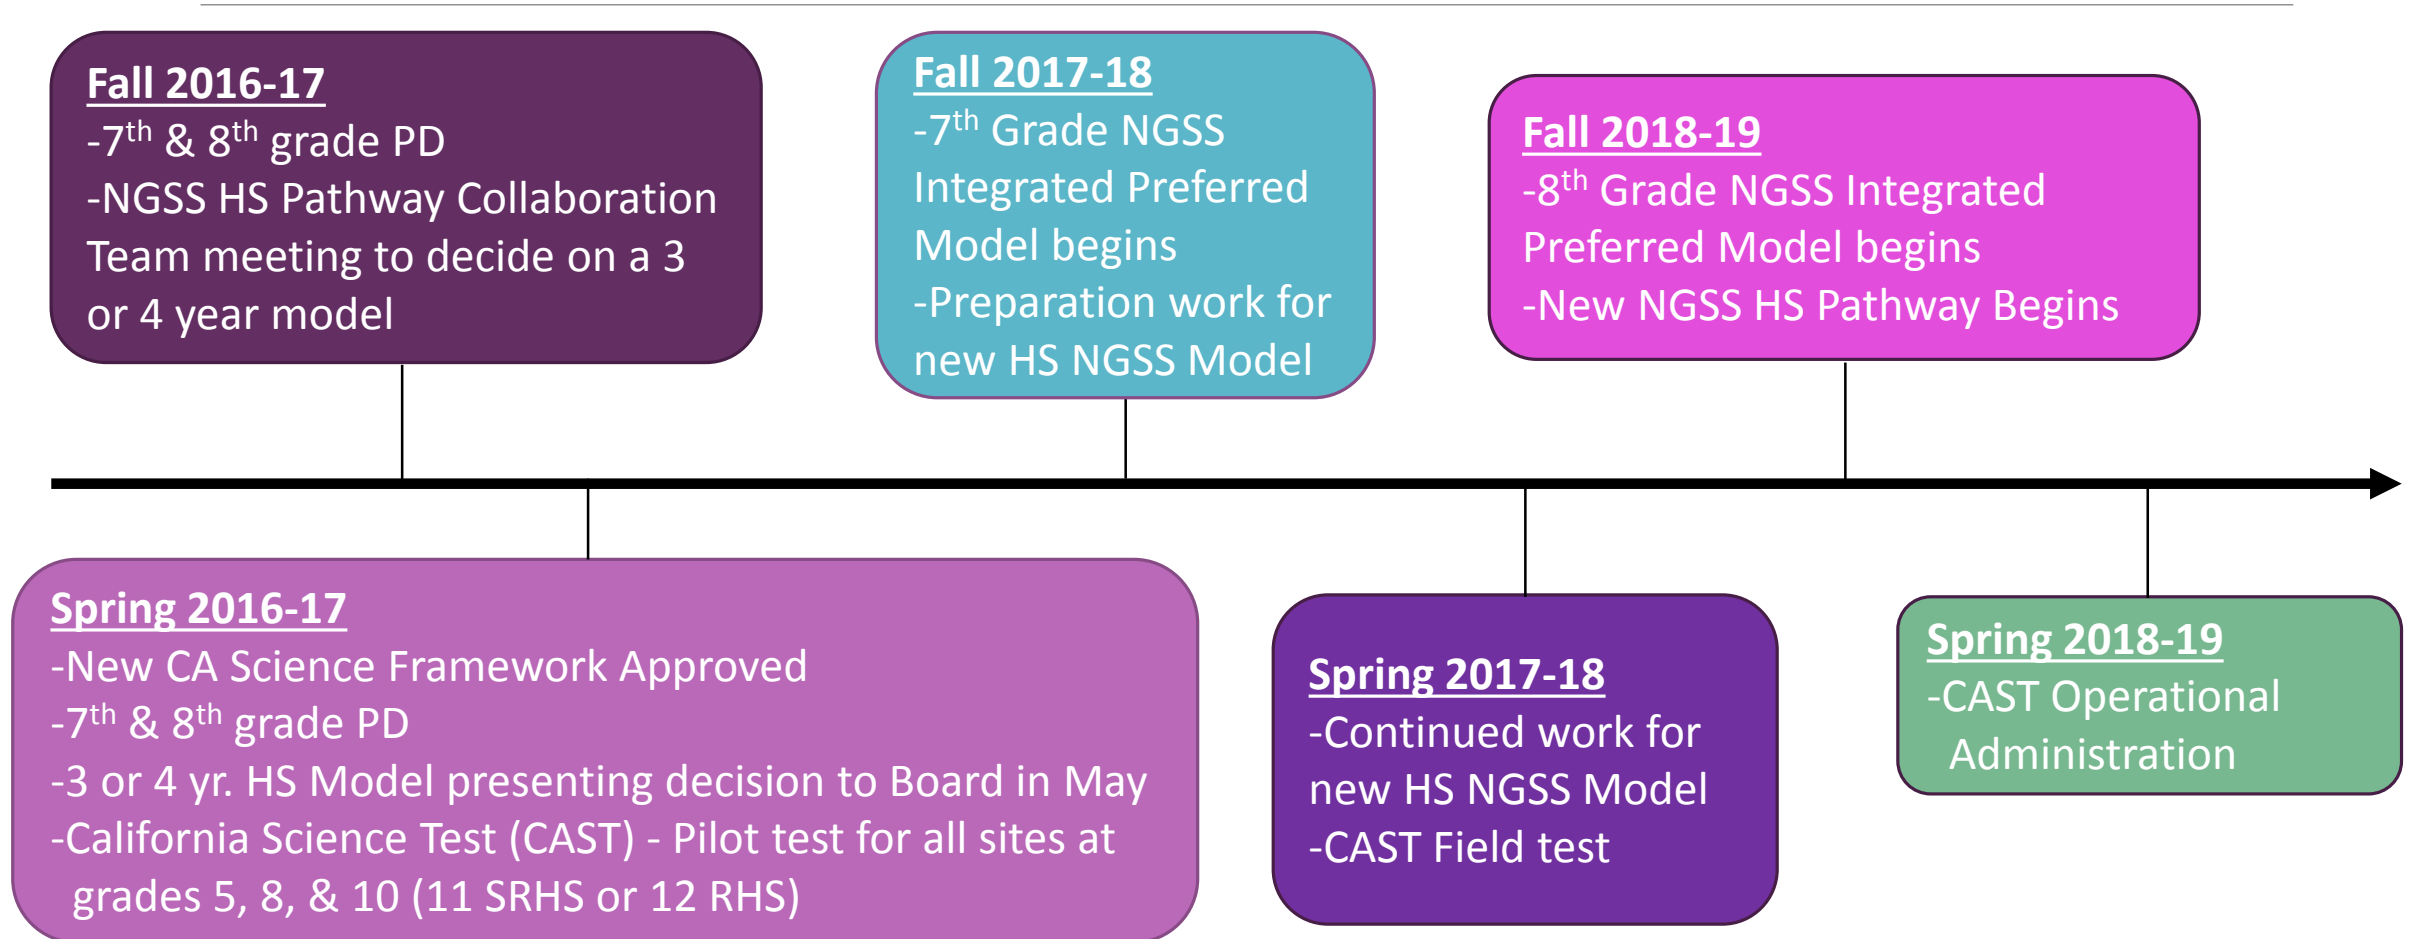 Fall 2016-17
-7th & 8th grade PD
-NGSS HS Pathway Collaboration
Team meeting to decide on a 3
or 4 year model
Fall 2017-18
-7th Grade NGSS
Integrated Preferred
Model begins
-Preparation work for
new HS NGSS Model
Fall 2018-19
-8th Grade NGSS Integrated
Preferred Model begins
-New NGSS HS Pathway Begins
Spring 2016-17
-New CA Science Framework Approved
-7th & 8th grade PD
-3 or 4 yr. HS Model presenting decision to Board in May
-California Science Test (CAST) - Pilot test for all sites at
grades 5, 8, & 10 (11 SRHS or 12 RHS)
Spring 2017-18
-Continued work for
new HS NGSS Model
-CAST Field test
Spring 2018-19
-CAST Operational
Administration